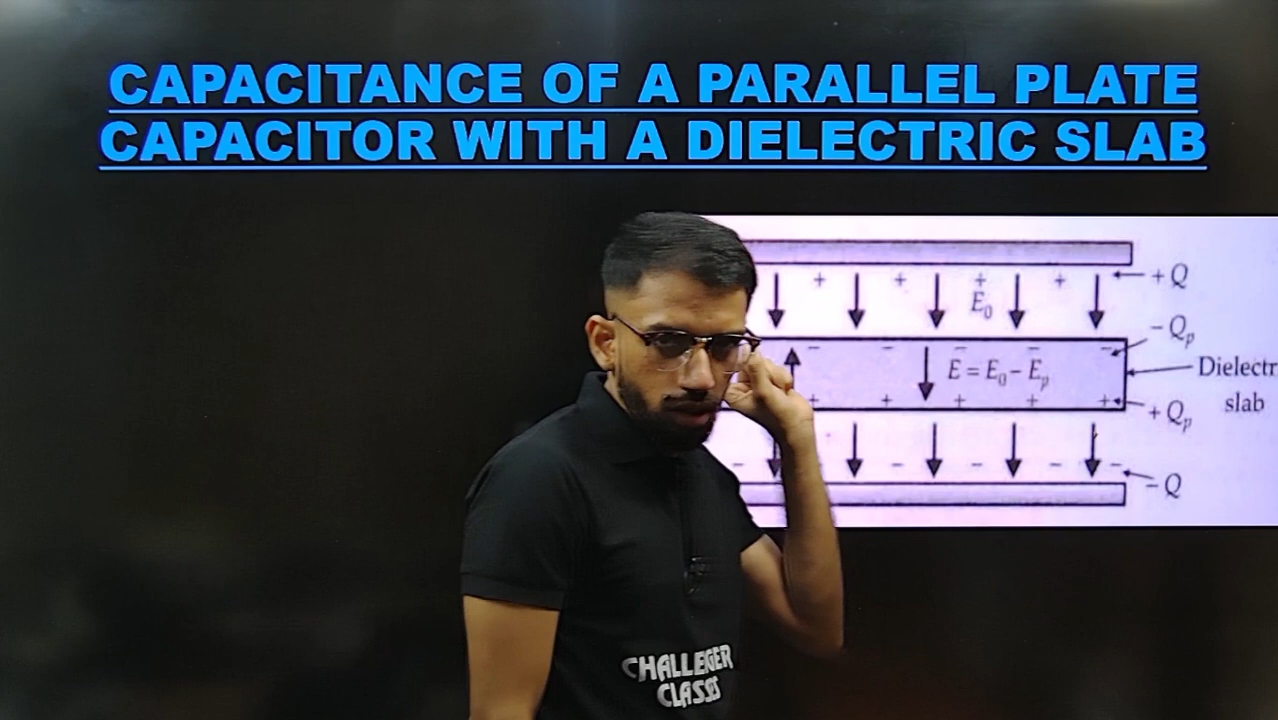 CAPACITANCE OF A PARALLEL PLATE
CAPACITOR WITH A DIELECTRIC SLAB
+ + + +
+Q
E₀
−Qₚ
− − − − −
E = E₀ − Eₚ
Dielectr
slab
+ + + + +
+Qₚ
− − − − −
−Q
CHALLENGER
CLASSES